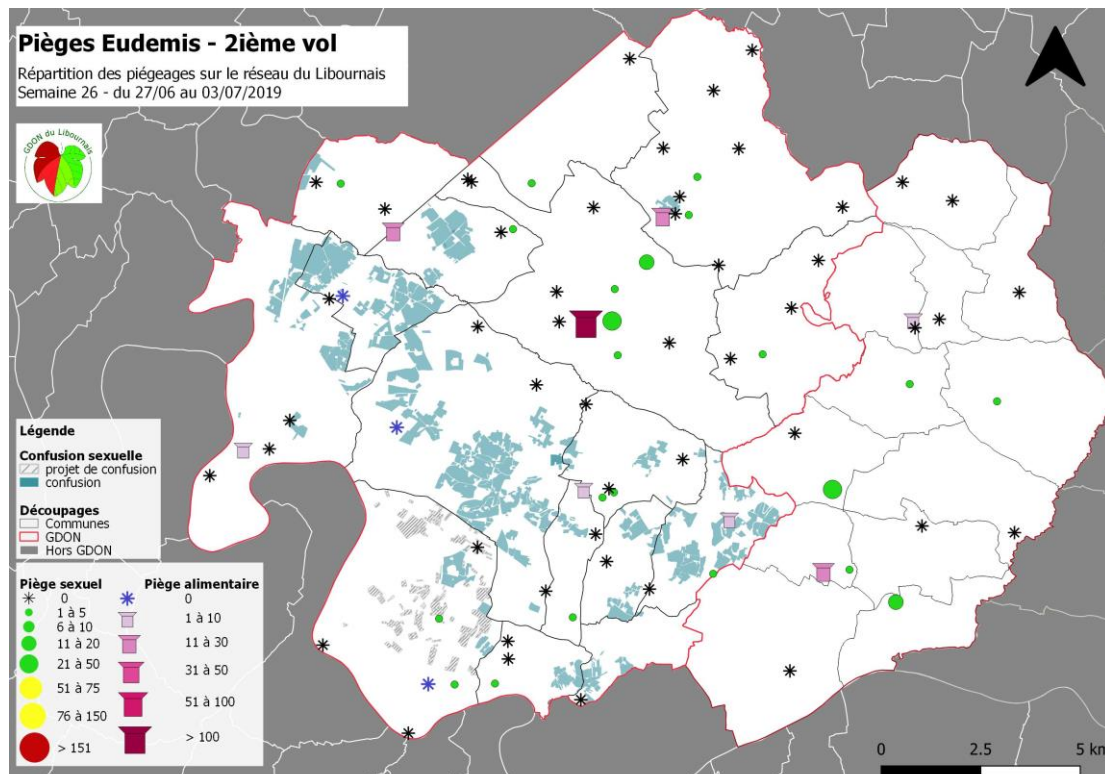 Pièges Eudemis - 2ième vol
Répartition des piégeages sur le réseau du Libournais
Semaine 26 - du 27/06 au 03/07/2019
GDON du Libournais
Légende
Confusion sexuelle
projet de confusion
confusion
Découpages
Communes
GDON
Hors GDON
Piège sexuel Piège alimentaire
0 0
1 à 5 1 à 10
6 à 10
11 à 20 11 à 30
21 à 50 31 à 50
51 à 75
76 à 150 51 à 100
> 151 > 100
0 2.5 5 km